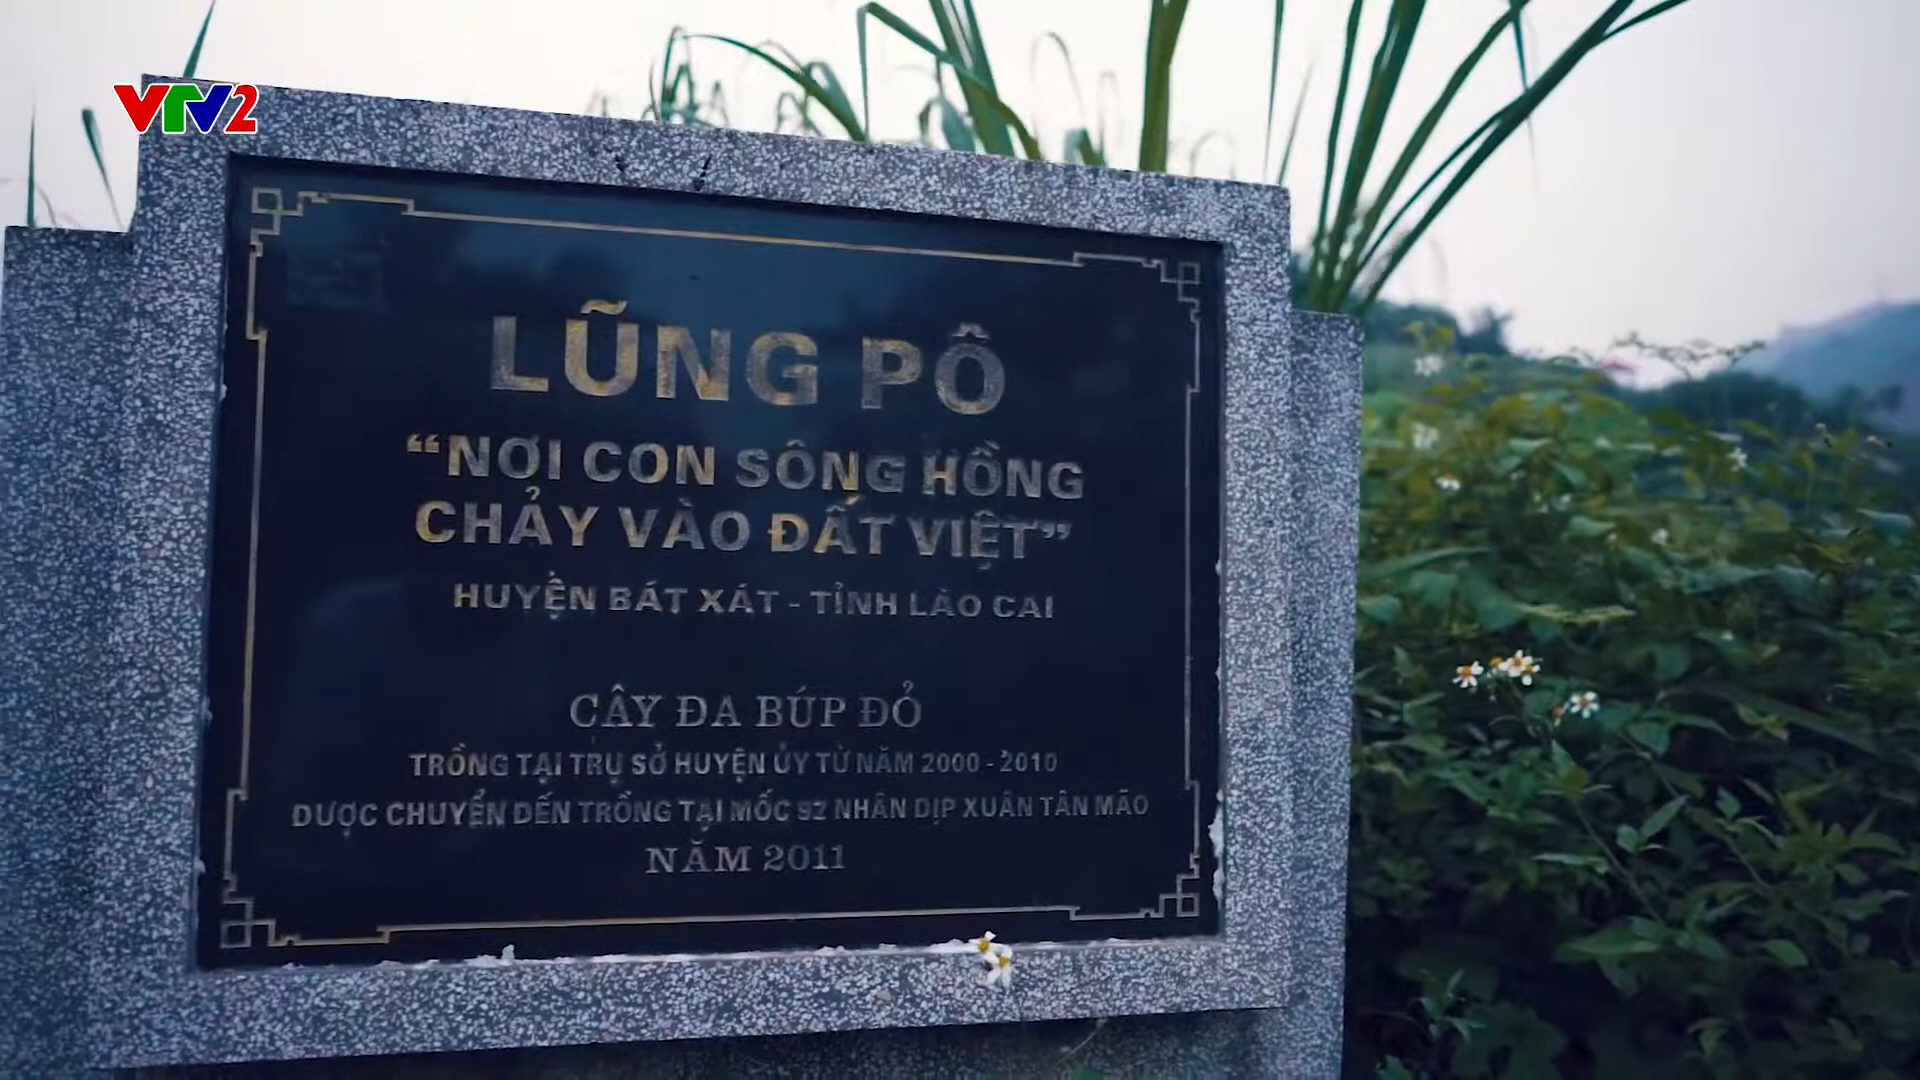 VTV2
LŨNG PÔ
“NƠI CON SÔNG HỒNG
CHẢY VÀO ĐẤT VIỆT”
HUYỆN BÁT XÁT - TỈNH LÀO CAI
CÂY ĐA BÚP ĐỎ
TRỒNG TẠI TRỤ SỞ HUYỆN ỦY TỪ NĂM 2000 - 2010
ĐƯỢC CHUYỂN ĐẾN TRỒNG TẠI MỐC 92 NHÂN DỊP XUÂN TÂN MÃO
NĂM 2011